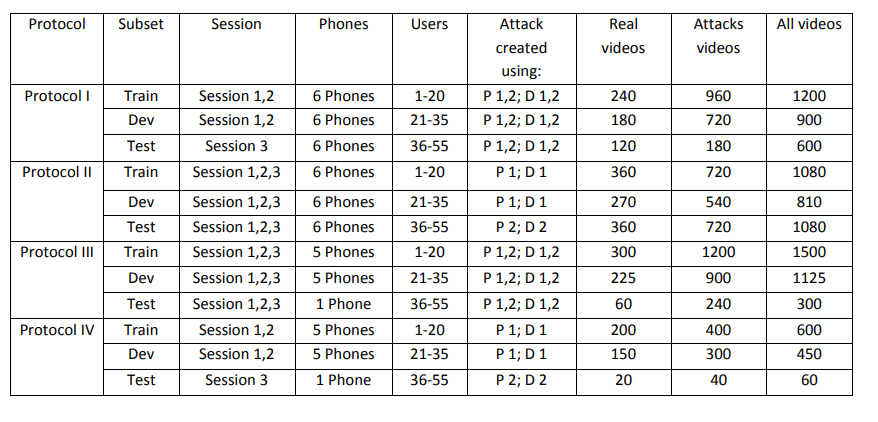 Protocol Subset Session Phones Users Attack created using: Real videos Attacks videos All videos
Protocol I Train Session 1,2 6 Phones 1-20 P 1,2; D 1,2 240 960 1200
Dev Session 1,2 6 Phones 21-35 P 1,2; D 1,2 180 720 900
Test Session 3 6 Phones 36-55 P 1,2; D 1,2 120 180 600
Protocol II Train Session 1,2,3 6 Phones 1-20 P 1; D 1 360 720 1080
Dev Session 1,2,3 6 Phones 21-35 P 1; D 1 270 540 810
Test Session 1,2,3 6 Phones 36-55 P 2; D 2 360 720 1080
Protocol III Train Session 1,2,3 5 Phones 1-20 P 1,2; D 1,2 300 1200 1500
Dev Session 1,2,3 5 Phones 21-35 P 1,2; D 1,2 225 900 1125
Test Session 1,2,3 1 Phone 36-55 P 1,2; D 1,2 60 240 300
Protocol IV Train Session 1,2 5 Phones 1-20 P 1; D 1 200 400 600
Dev Session 1,2 5 Phones 21-35 P 1; D 1 150 300 450
Test Session 3 1 Phone 36-55 P 2; D 2 20 40 60